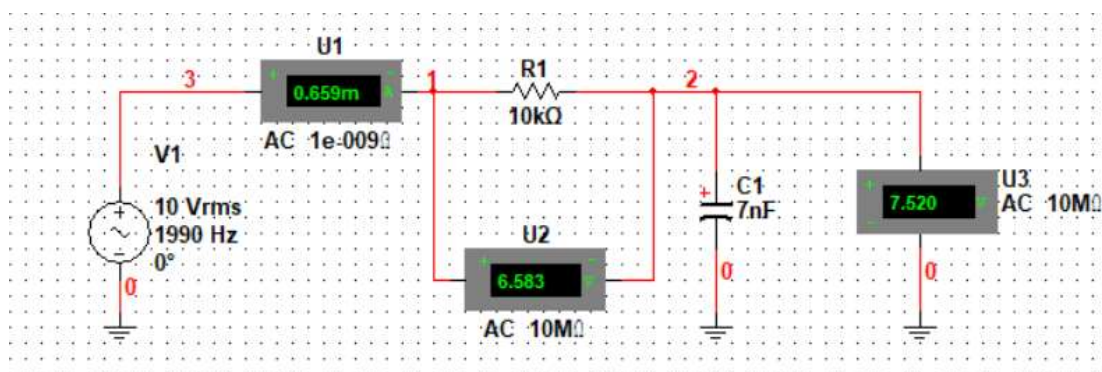 U1
3
0.659m
A
1
R1
2
10kΩ
AC 1e-009Ω
V1
10 Vrms
1990 Hz
0°
0
U2
6.583
V
AC 10MΩ
C1
7nF
0
U3
7.520
V
AC 10MΩ
0